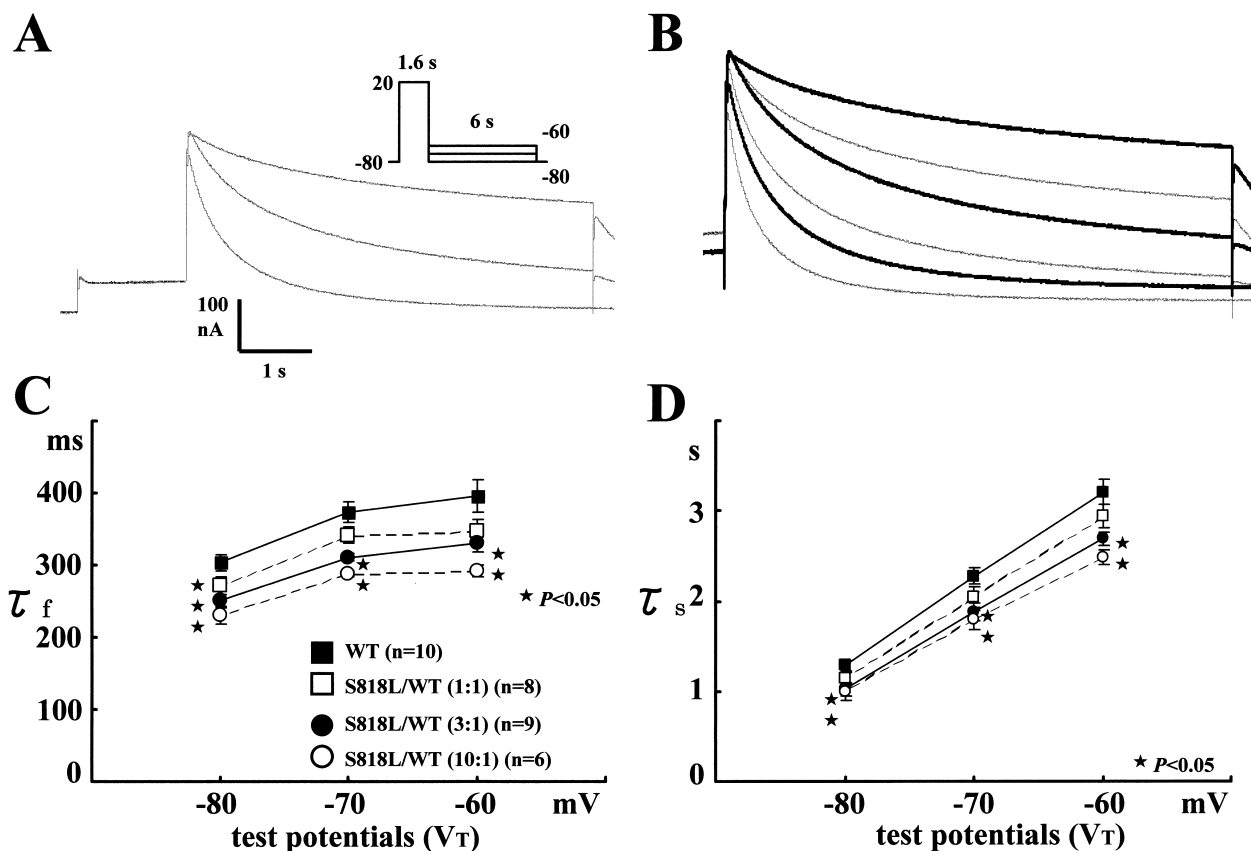 A
1.6 s
20
6 s
-60
-80
-80
100
nA
1 s
B
C
ms
400
300
200
100
0
τ f
★ P<0.05
WT (n=10)
S818L/WT (1:1) (n=8)
S818L/WT (3:1) (n=9)
S818L/WT (10:1) (n=6)
-80 -70 -60 mV
test potentials (VT)
D
s
3
2
1
0
τ s
★ P<0.05
-80 -70 -60 mV
test potentials (VT)